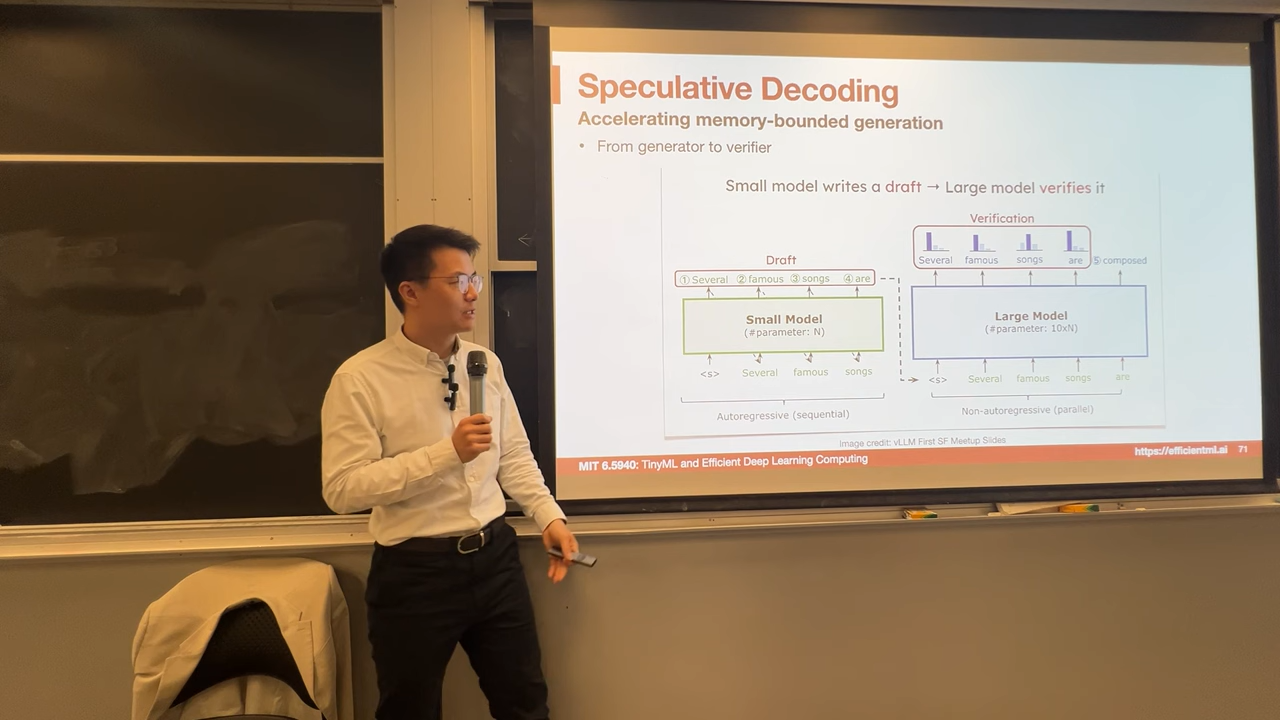 Speculative Decoding
Accelerating memory-bounded generation
• From generator to verifier
Small model writes a draft → Large model verifies it
Verification
Several famous songs are ⑤ composed
Draft
① Several ② famous ③ songs ④ are
Small Model
(#parameter: N)
Large Model
(#parameter: 10xN)
<s> Several famous songs
<s> Several famous songs are
Autoregressive (sequential)
Non-autoregressive (parallel)
Image credit: vLLM First SF Meetup Slides
MIT 6.5940: TinyML and Efficient Deep Learning Computing
https://efficientml.ai 71